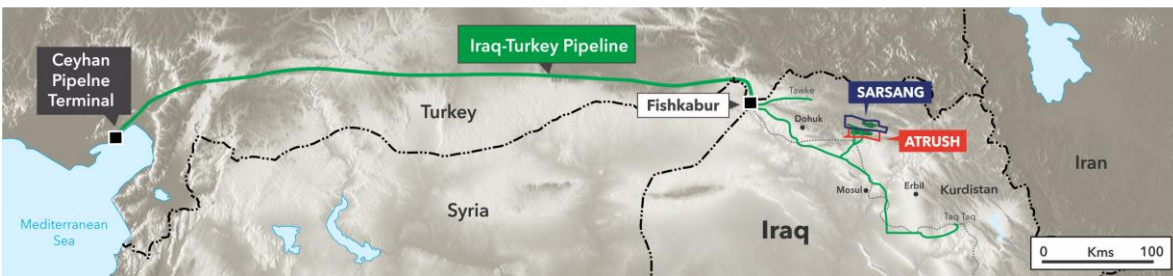 Ceyhan
Pipelne
Terminal
Iraq-Turkey Pipeline
Turkey
Fishkabur
Tawke
SARSANG
Dohuk
ATRUSH
Iran
Mosul
Erbil
Kurdistan
Mediterranean
Sea
Syria
Iraq
Taq Taq
0 Kms 100